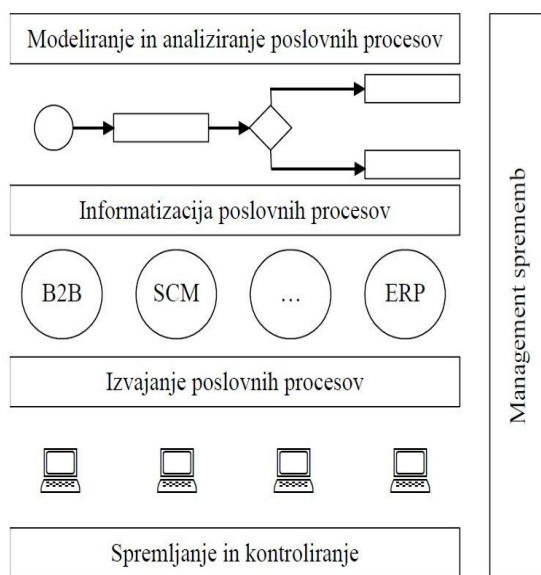 Modeliranje in analiziranje poslovnih procesov
Informatizacija poslovnih procesov
B2B
SCM
…
ERP
Izvajanje poslovnih procesov
Spremljanje in kontroliranje
Management sprememb